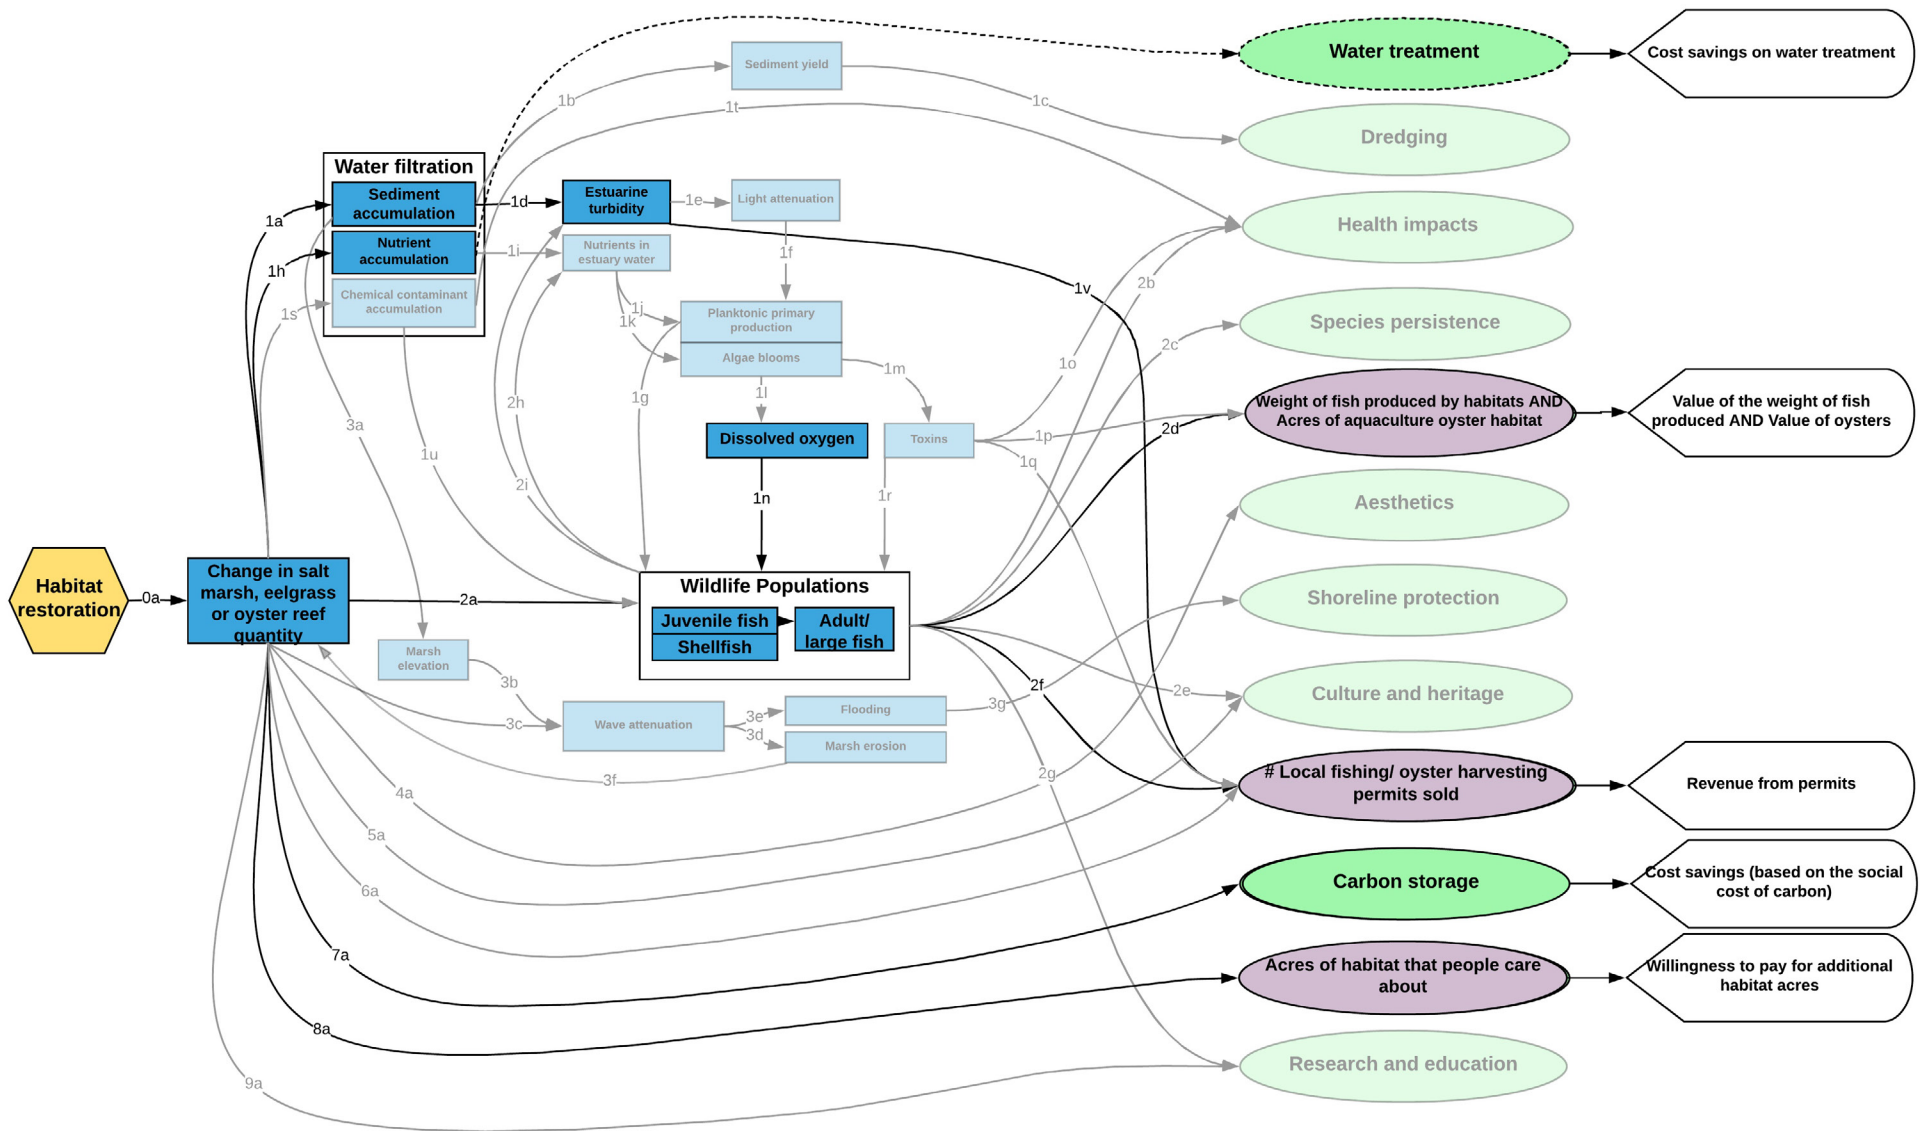 Water treatment
Cost savings on water treatment
Sediment yield
1b
1t
1c
Dredging
Water filtration
Sediment
accumulation
1a
1d
Estuarine
turbidity
1e
Light attenuation
Health impacts
Nutrient
accumulation
1h
1i
Nutrients in
estuary water
1f
1s
Chemical contaminant
accumulation
1j
1k
Planktonic primary
production
Algae blooms
1v
2b
Species persistence
2c
1o
1m
1l
1g
2h
3a
1u
2i
Dissolved oxygen
Toxins
1p
1q
2d
Weight of fish produced by habitats AND
Acres of aquaculture oyster habitat
Value of the weight of fish
produced AND Value of oysters
1n
1r
Aesthetics
Habitat
restoration
0a
Change in salt
marsh, eelgrass
or oyster reef
quantity
2a
Wildlife Populations
Juvenile fish
Shellfish
Adult/
large fish
Shoreline protection
Marsh
elevation
3b
3c
Wave attenuation
3e
3d
Flooding
Marsh erosion
3f
3g
2f
2e
2g
Culture and heritage
# Local fishing/ oyster harvesting
permits sold
Revenue from permits
4a
5a
6a
7a
8a
9a
Carbon storage
Cost savings (based on the social
cost of carbon)
Acres of habitat that people care
about
Willingness to pay for additional
habitat acres
Research and education